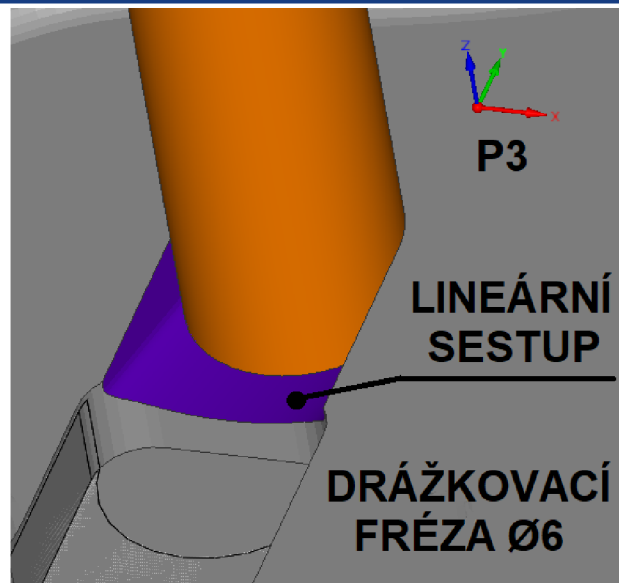 Z
Y
X
P3
LINEÁRNÍ
SESTUP
DRÁŽKOVACÍ
FRÉZA Ø6